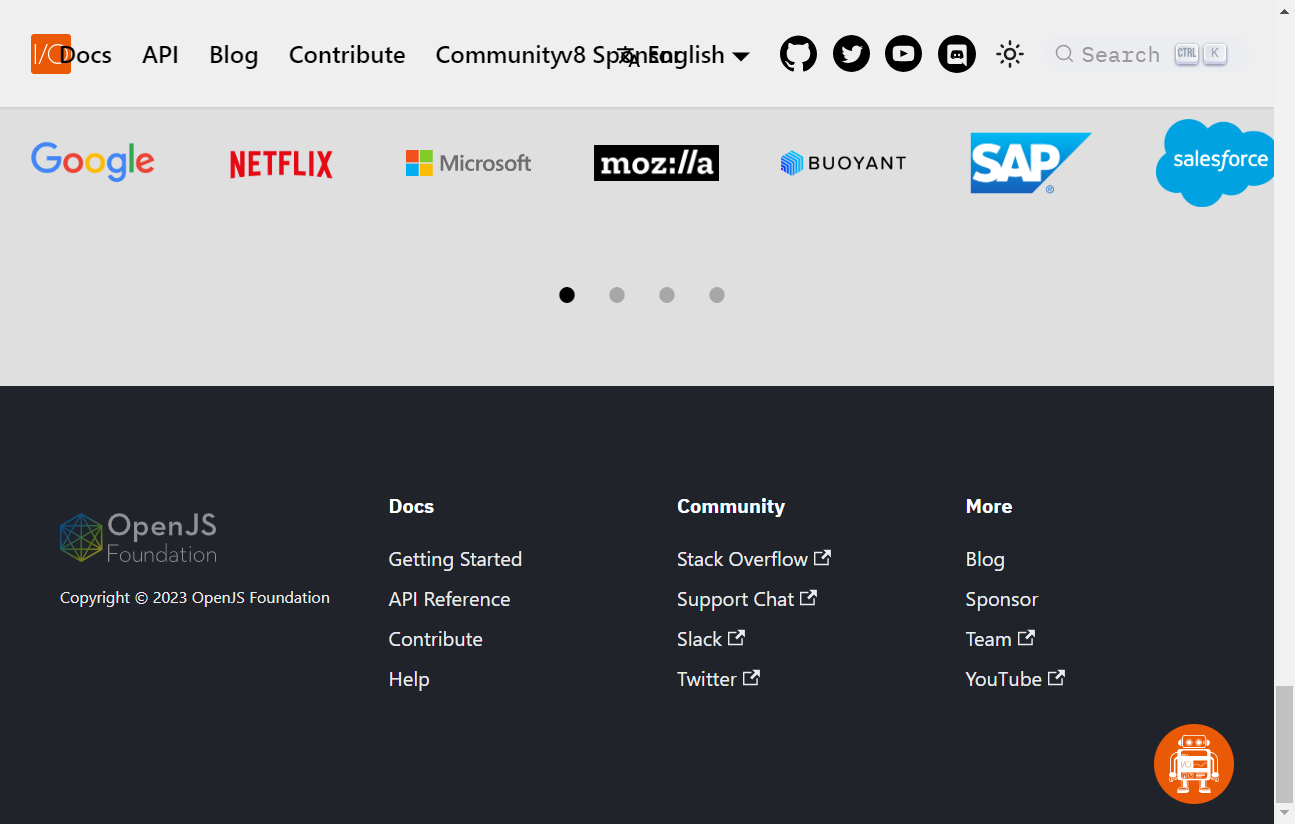 I/O Docs API Blog Contribute Community v8 Sponsor English Search CTRL K
Google NETFLIX Microsoft moz://a BUOYANT SAP® salesforce
OpenJS
Foundation
Copyright © 2023 OpenJS Foundation
Docs
Getting Started
API Reference
Contribute
Help
Community
Stack Overflow
Support Chat
Slack
Twitter
More
Blog
Sponsor
Team
YouTube
I/O